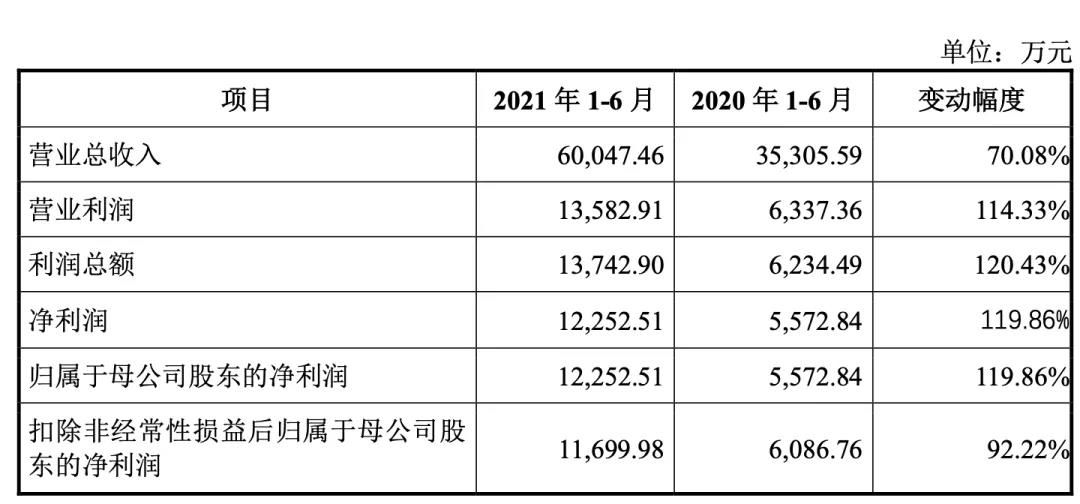 单位：万元
项目 2021 年 1-6 月 2020 年 1-6 月 变动幅度
营业总收入 60,047.46 35,305.59 70.08%
营业利润 13,582.91 6,337.36 114.33%
利润总额 13,742.90 6,234.49 120.43%
净利润 12,252.51 5,572.84 119.86%
归属于母公司股东的净利润 12,252.51 5,572.84 119.86%
扣除非经常性损益后归属于母公司股
东的净利润 11,699.98 6,086.76 92.22%